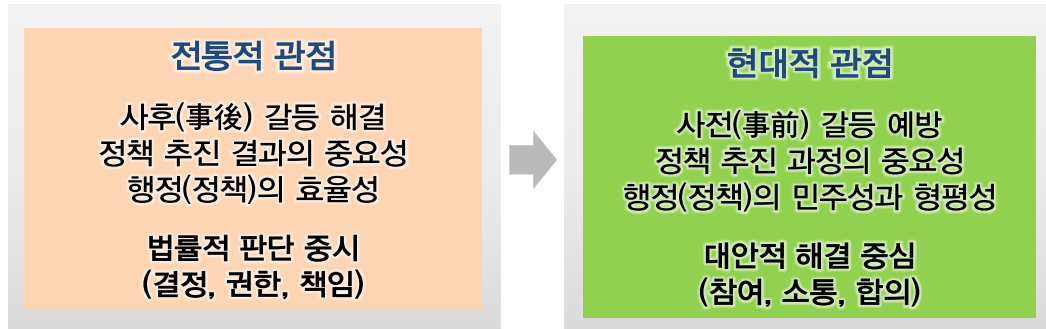 전통적 관점
사후(事後) 갈등 해결
정책 추진 결과의 중요성
행정(정책)의 효율성
법률적 판단 중시
(결정, 권한, 책임)
현대적 관점
사전(事前) 갈등 예방
정책 추진 과정의 중요성
행정(정책)의 민주성과 형평성
대안적 해결 중심
(참여, 소통, 합의)